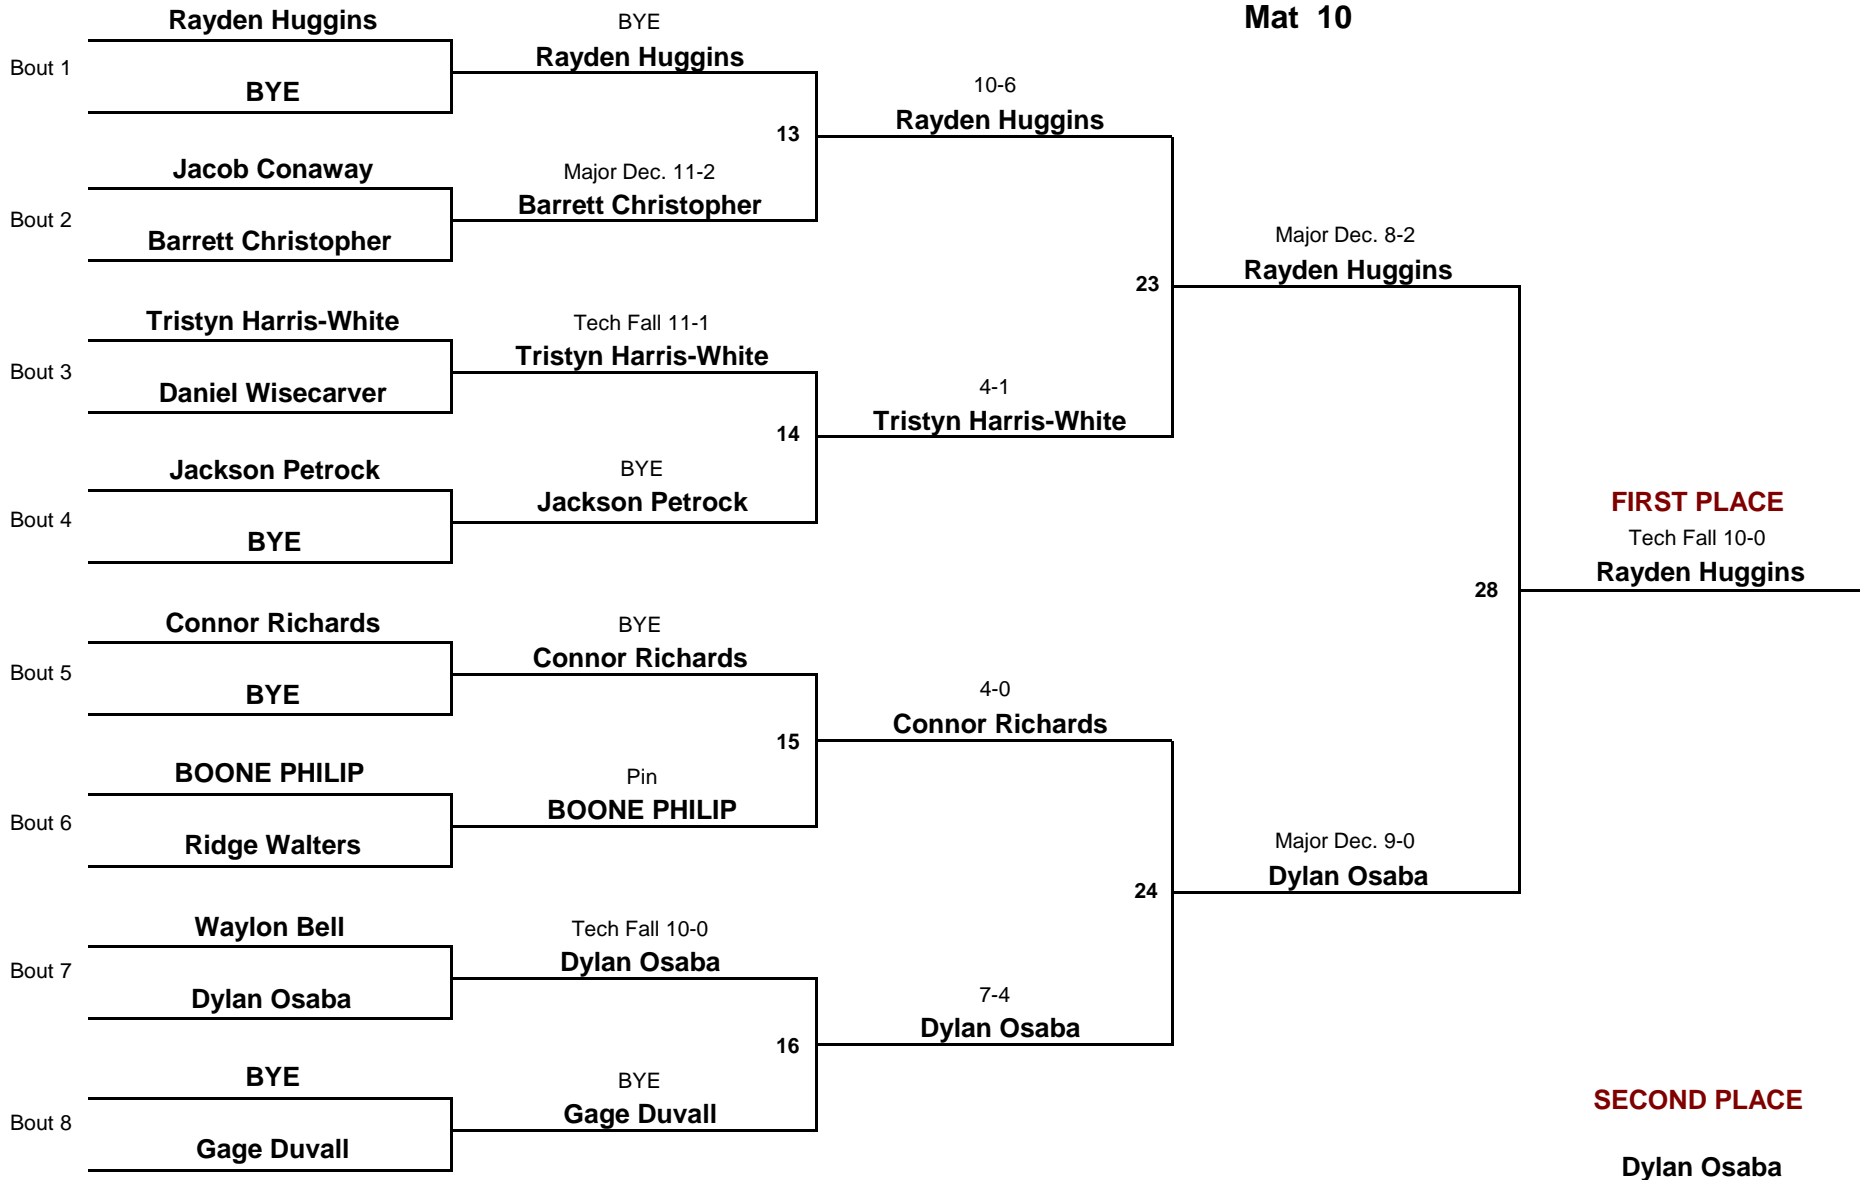 Mat 10
Rayden Huggins
Bout 1
BYE
Jacob Conaway
Bout 2
Barrett Christopher
Tristyn Harris-White
Bout 3
Daniel Wisecarver
Jackson Petrock
Bout 4
BYE
Connor Richards
Bout 5
BYE
BOONE PHILIP
Bout 6
Ridge Walters
Waylon Bell
Bout 7
Dylan Osaba
BYE
Bout 8
Gage Duvall
BYE
Rayden Huggins
13
Major Dec. 11-2
Barrett Christopher
Tech Fall 11-1
Tristyn Harris-White
14
BYE
Jackson Petrock
BYE
Connor Richards
15
Pin
BOONE PHILIP
Tech Fall 10-0
Dylan Osaba
16
BYE
Gage Duvall
10-6
Rayden Huggins
23
4-1
Tristyn Harris-White
4-0
Connor Richards
24
7-4
Dylan Osaba
Major Dec. 8-2
Rayden Huggins
28
Major Dec. 9-0
Dylan Osaba
FIRST PLACE
Tech Fall 10-0
Rayden Huggins
SECOND PLACE
Dylan Osaba